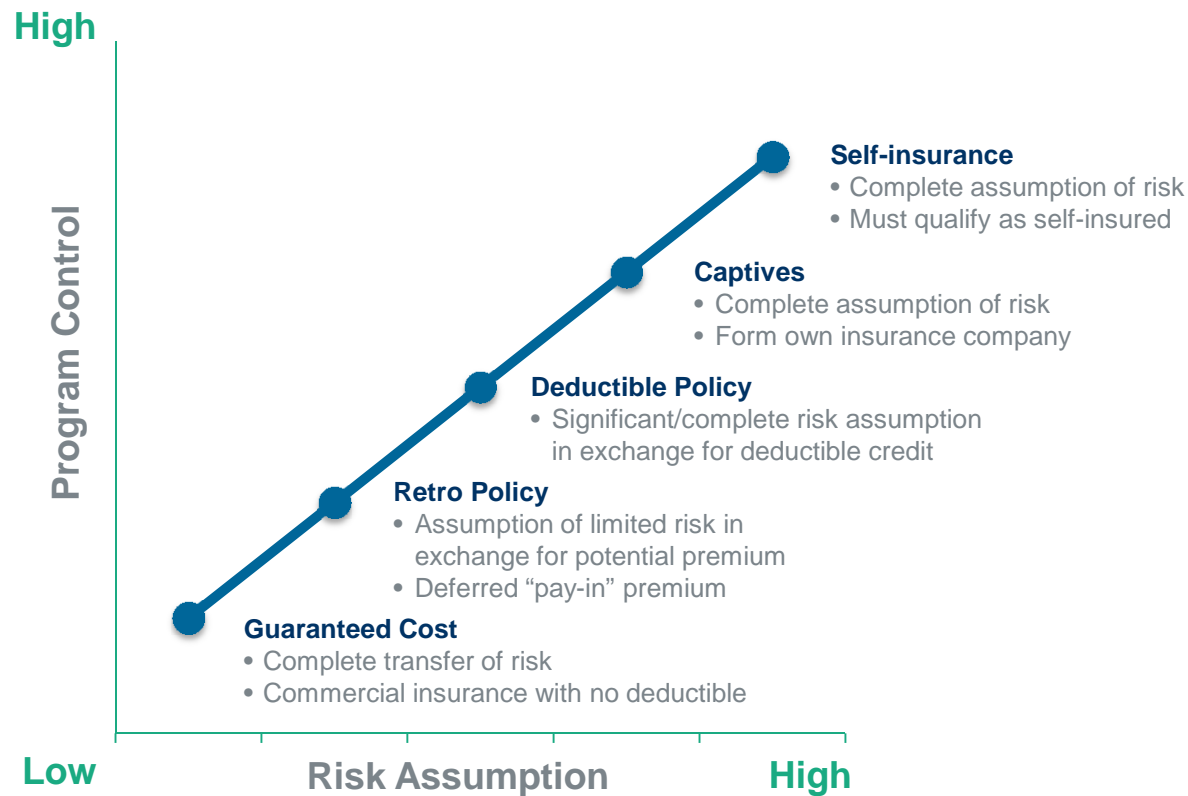 High
Program Control
Self-insurance
• Complete assumption of risk
• Must qualify as self-insured
Captives
• Complete assumption of risk
• Form own insurance company
Deductible Policy
• Significant/complete risk assumption
in exchange for deductible credit
Retro Policy
• Assumption of limited risk in
exchange for potential premium
• Deferred “pay-in” premium
Guaranteed Cost
• Complete transfer of risk
• Commercial insurance with no deductible
Low
Risk Assumption
High